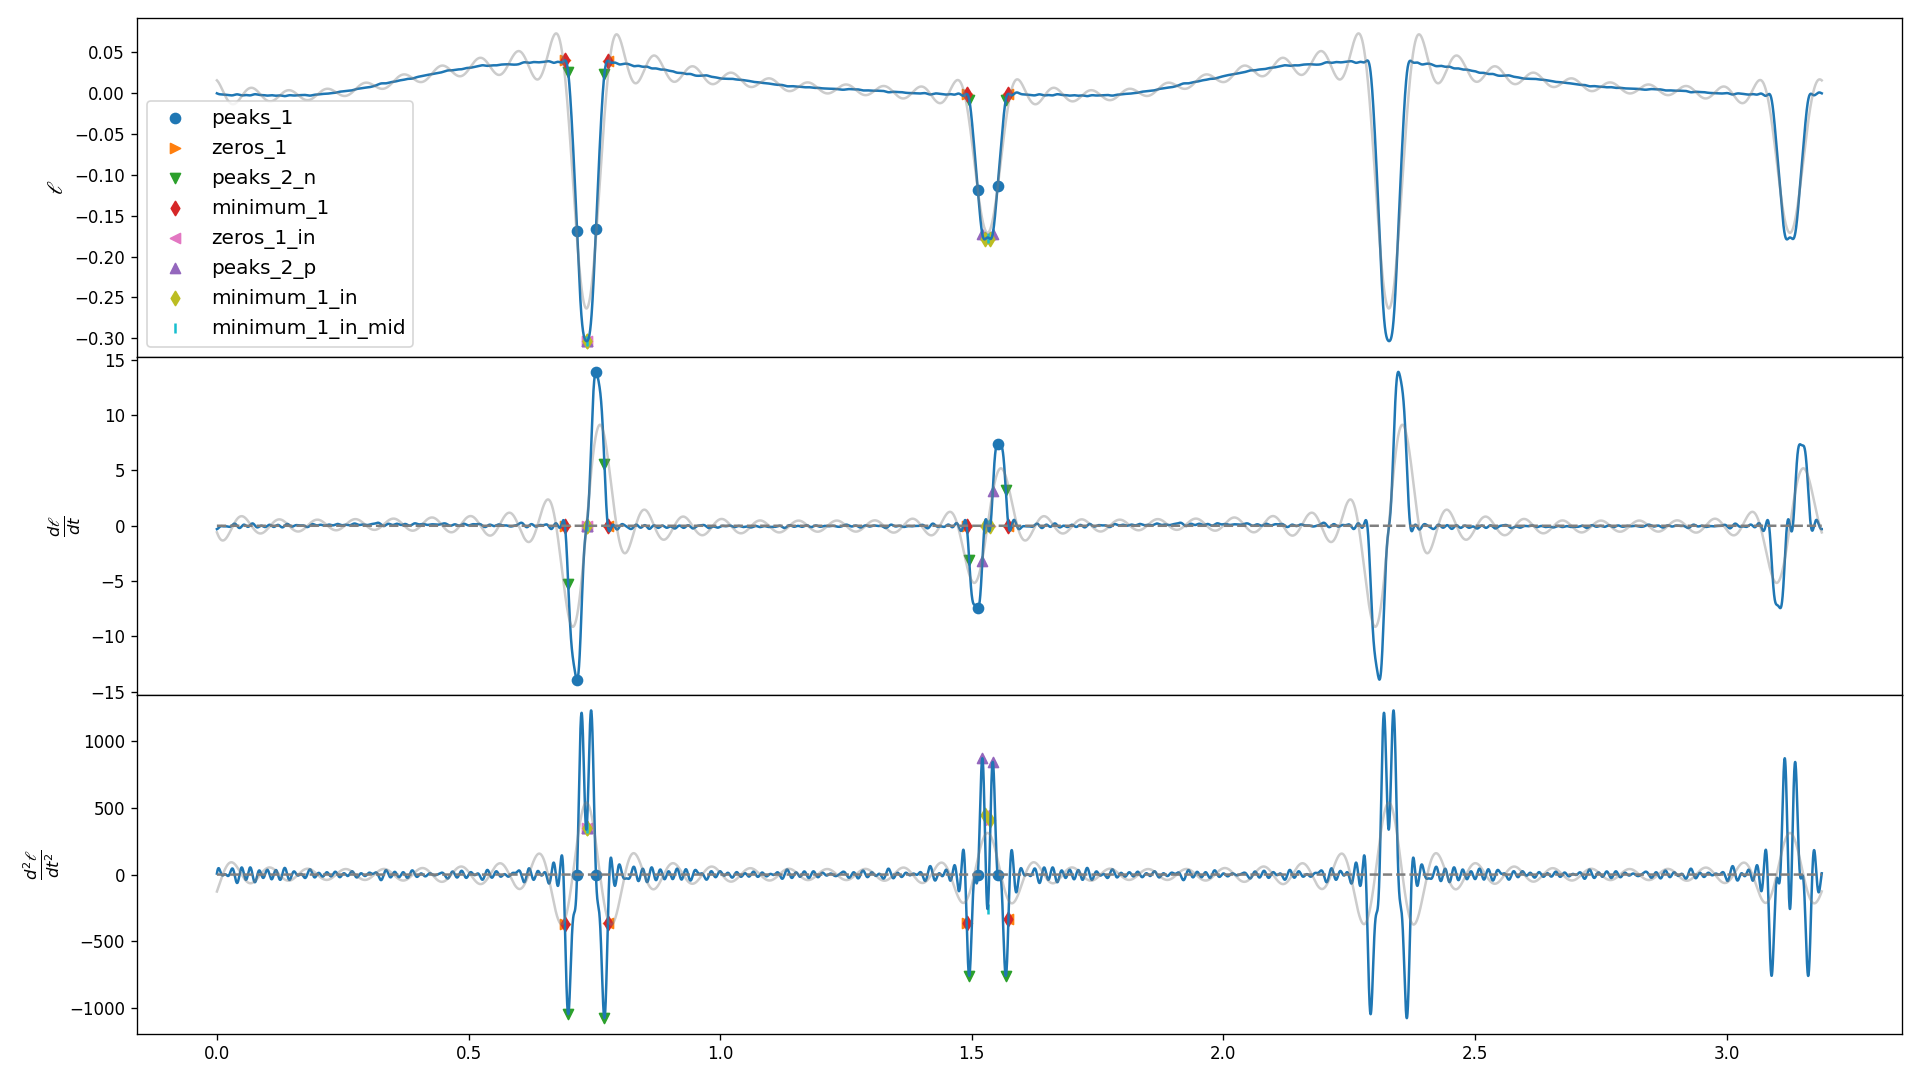 0.05
0.00
−0.05
−0.10
−0.15
−0.20
−0.25
−0.30
ℓ
peaks_1
zeros_1
peaks_2_n
minimum_1
zeros_1_in
peaks_2_p
minimum_1_in
minimum_1_in_mid
15
10
5
0
−5
−10
−15
dℓ
dt
1000
500
0
−500
−1000
d²ℓ
dt²
0.0 0.5 1.0 1.5 2.0 2.5 3.0